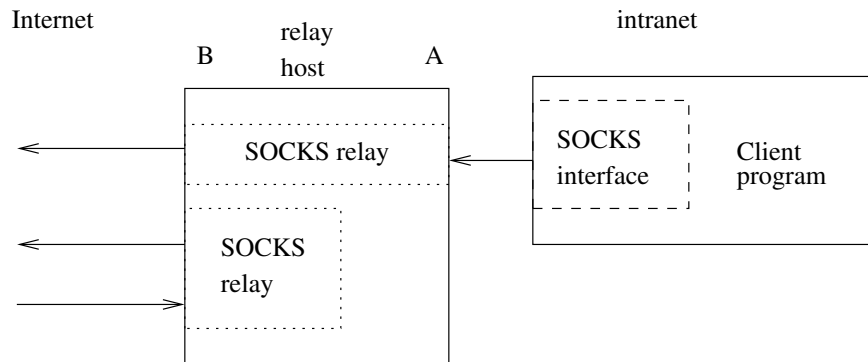 Internet
relay
host
intranet
B
A
SOCKS relay
SOCKS
interface
Client
program
SOCKS
relay